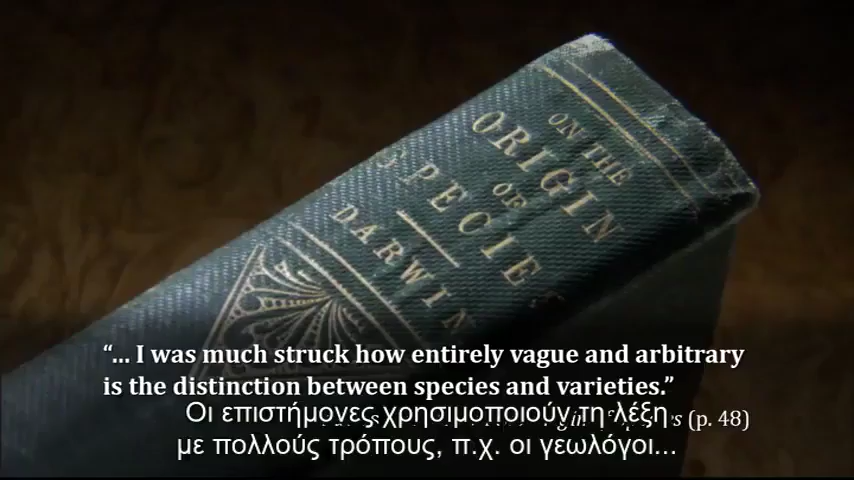 ON THE
ORIGIN
OF
SPECIES
DARWIN
“... I was much struck how entirely vague and arbitrary
is the distinction between species and varieties.”
(p. 48)
Οι επιστήμονες χρησιμοποιούν τη λέξη
με πολλούς τρόπους, π.χ. οι γεωλόγοι...